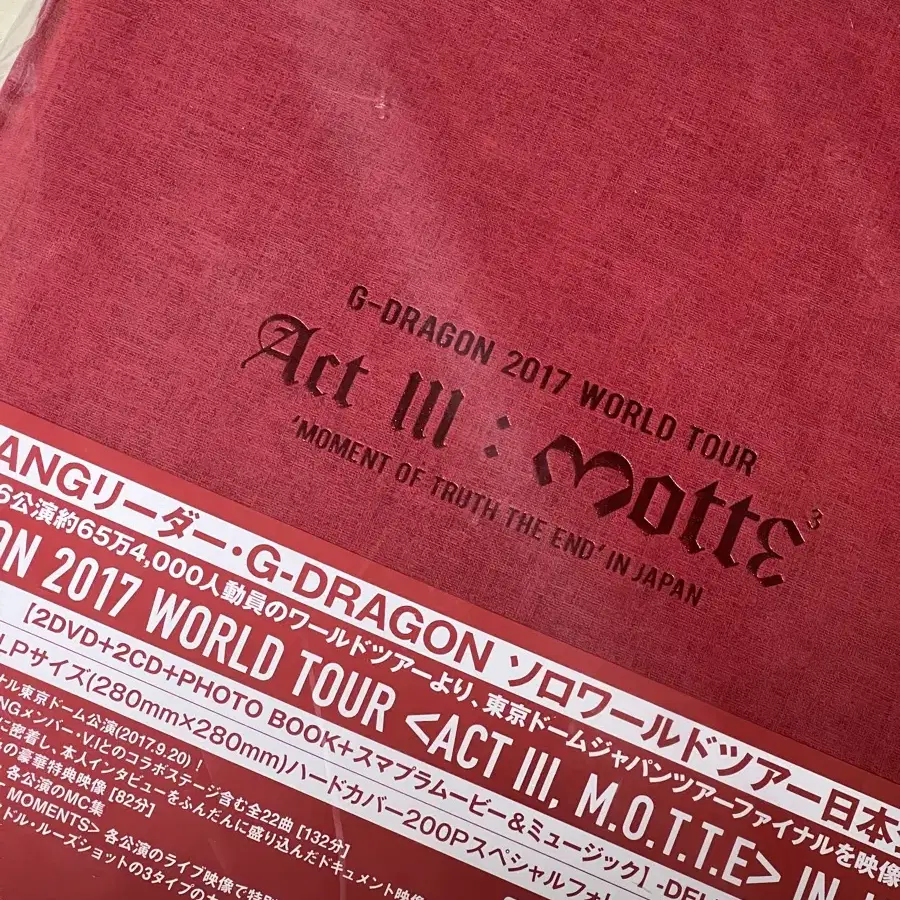 G-DRAGON 2017 WORLD TOUR
Act III : Motte3
'MOMENT OF TRUTH THE END' IN JAPAN
ANGリーダー・G-DRAGON ソロワールドツアー日本
6公演約65万4,000人動員のワールドツアーより、東京ドームジャパンツアーファイナルを映像
ON 2017 WORLD TOUR <ACT III, M.O.T.T.E> IN
【2DVD+2CD+PHOTO BOOK+スマプラムービー&ミュージック】-DEL
LPサイズ(280mm×280mm)ハードカバー200Pスペシャルフォ
ナル東京ドーム公演(2017.9.20)
NGメンバー・V.Iとのコラボステージ含む全22曲 [132分]
に密着し、本人インタビューをふんだんに盛り込んだドキュメント映像
の豪華特典映像 [82分]
各公演のMC集
MOMENTS> 各公演のライブ映像で特別
ドル・ルーズショットの3タイプの